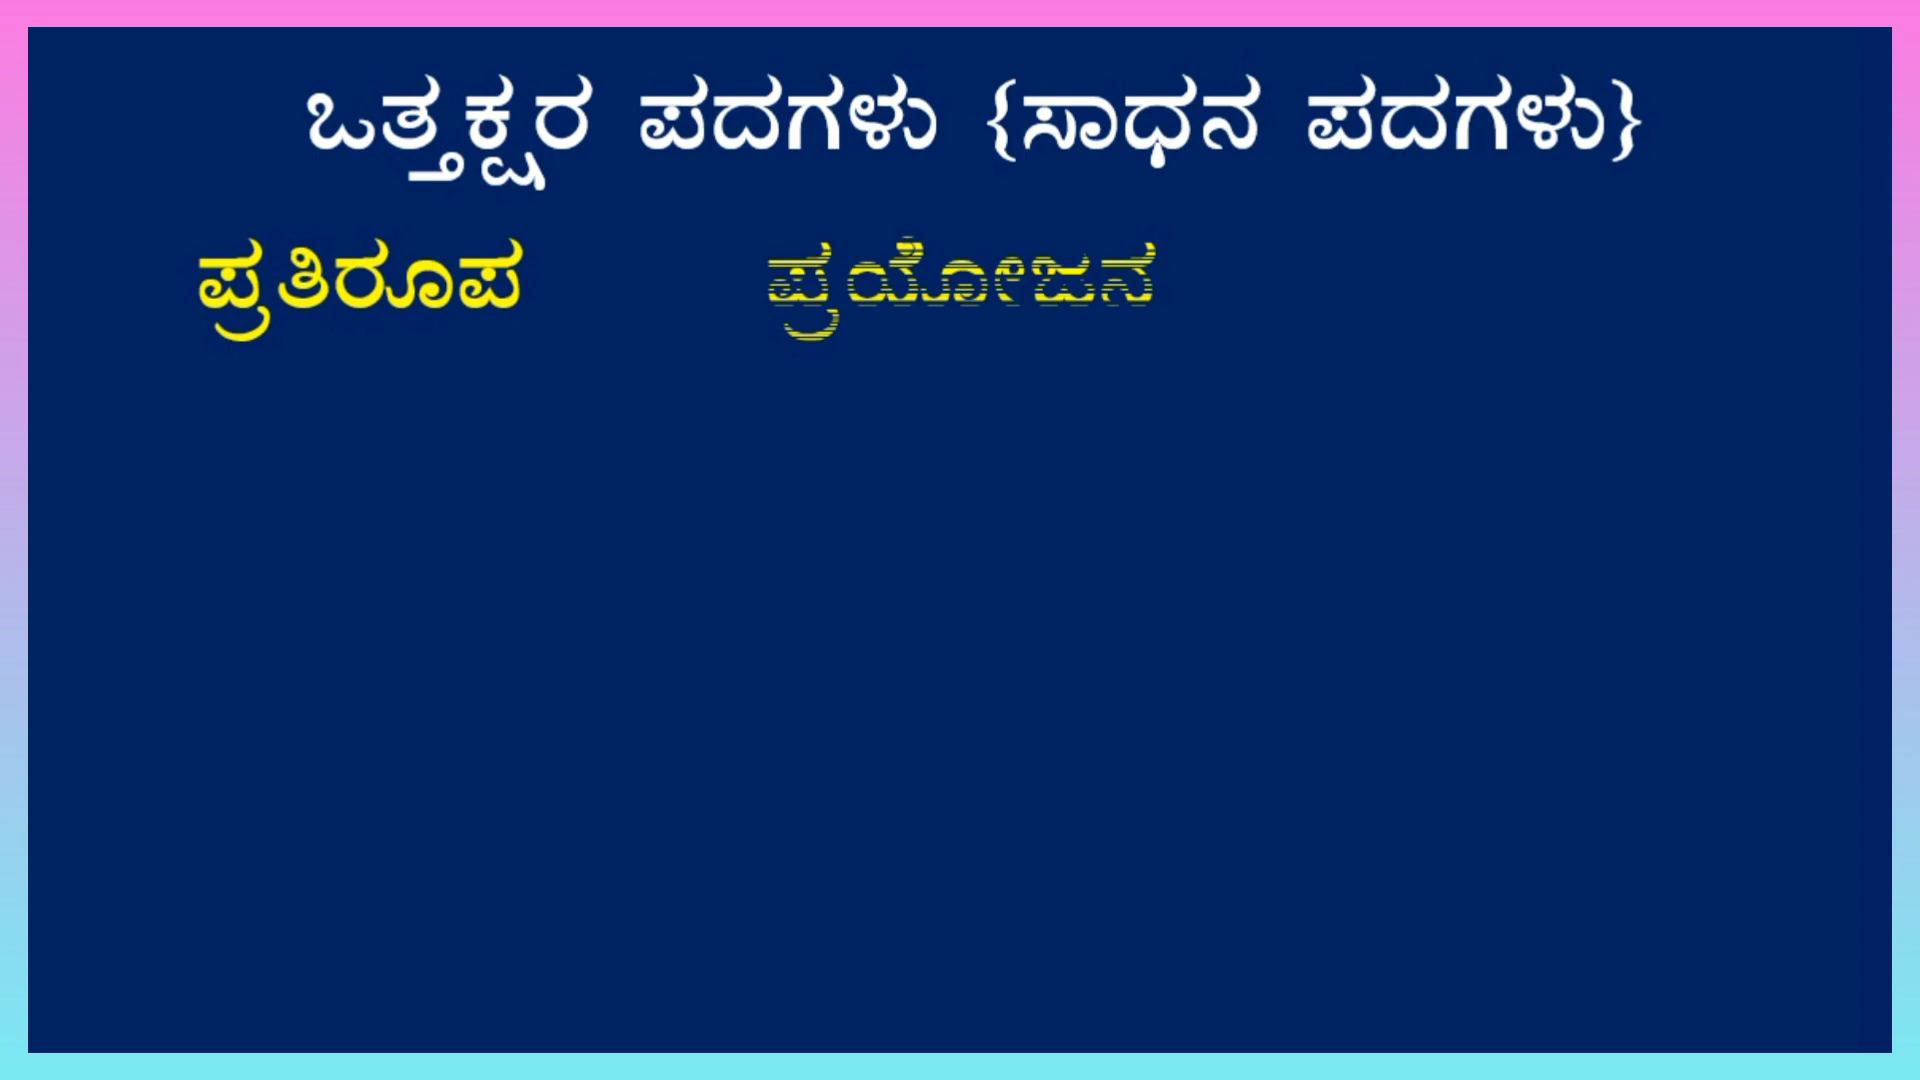 ಒತ್ತಕ್ಷರ ಪದಗಳು {ಸಾಧನ ಪದಗಳು}
ಪ್ರತಿರೂಪ ಪ್ರಯೋಜನ